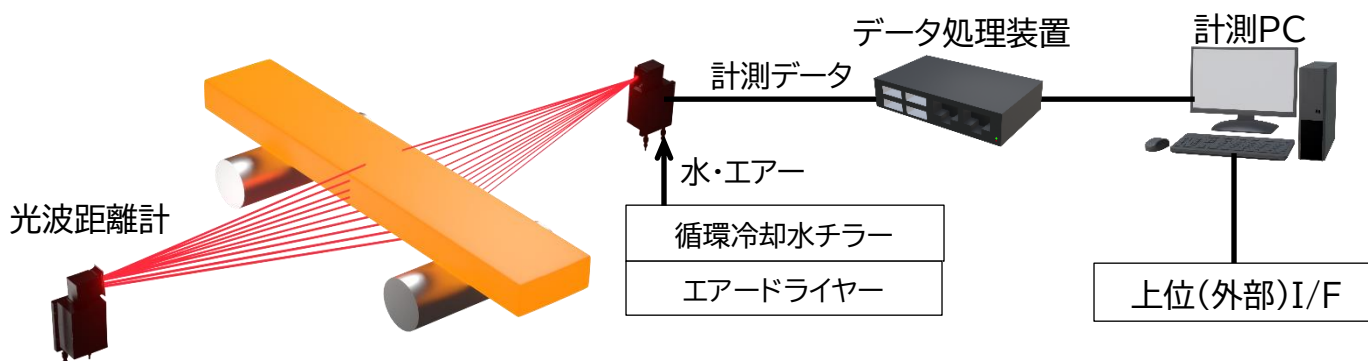 データ処理装置
計測PC
計測データ
水・エアー
光波距離計
循環冷却水チラー
エアードライヤー
上位(外部)I/F